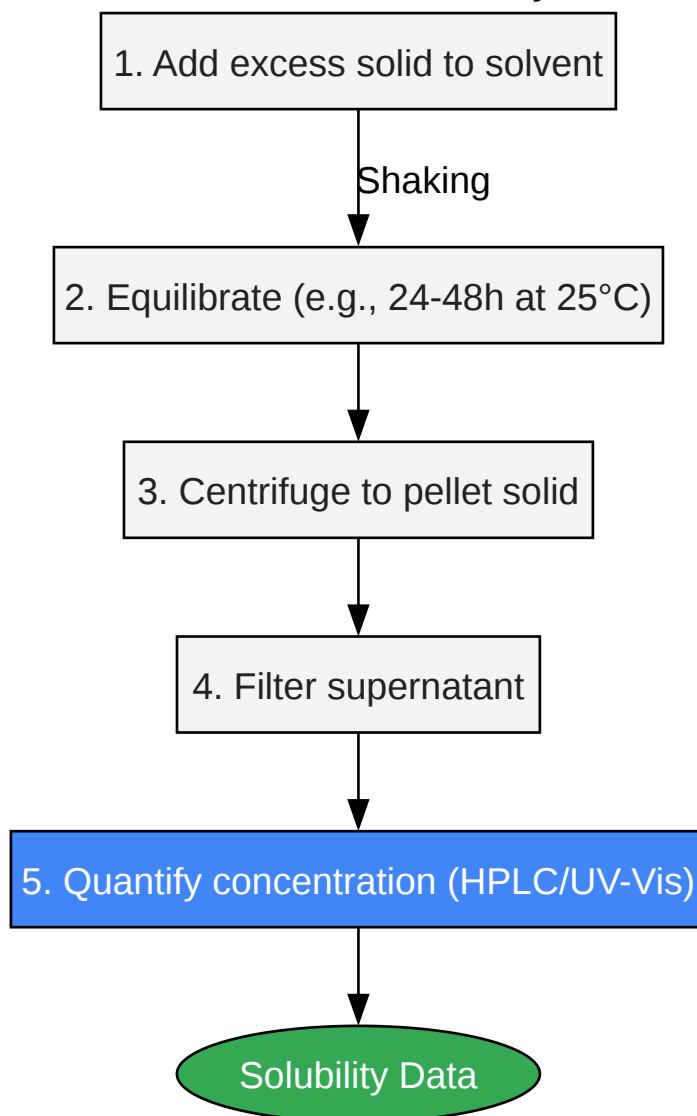 1. Add excess solid to solvent
Shaking
2. Equilibrate (e.g., 24-48h at 25°C)
3. Centrifuge to pellet solid
4. Filter supernatant
5. Quantify concentration (HPLC/UV-Vis)
Solubility Data